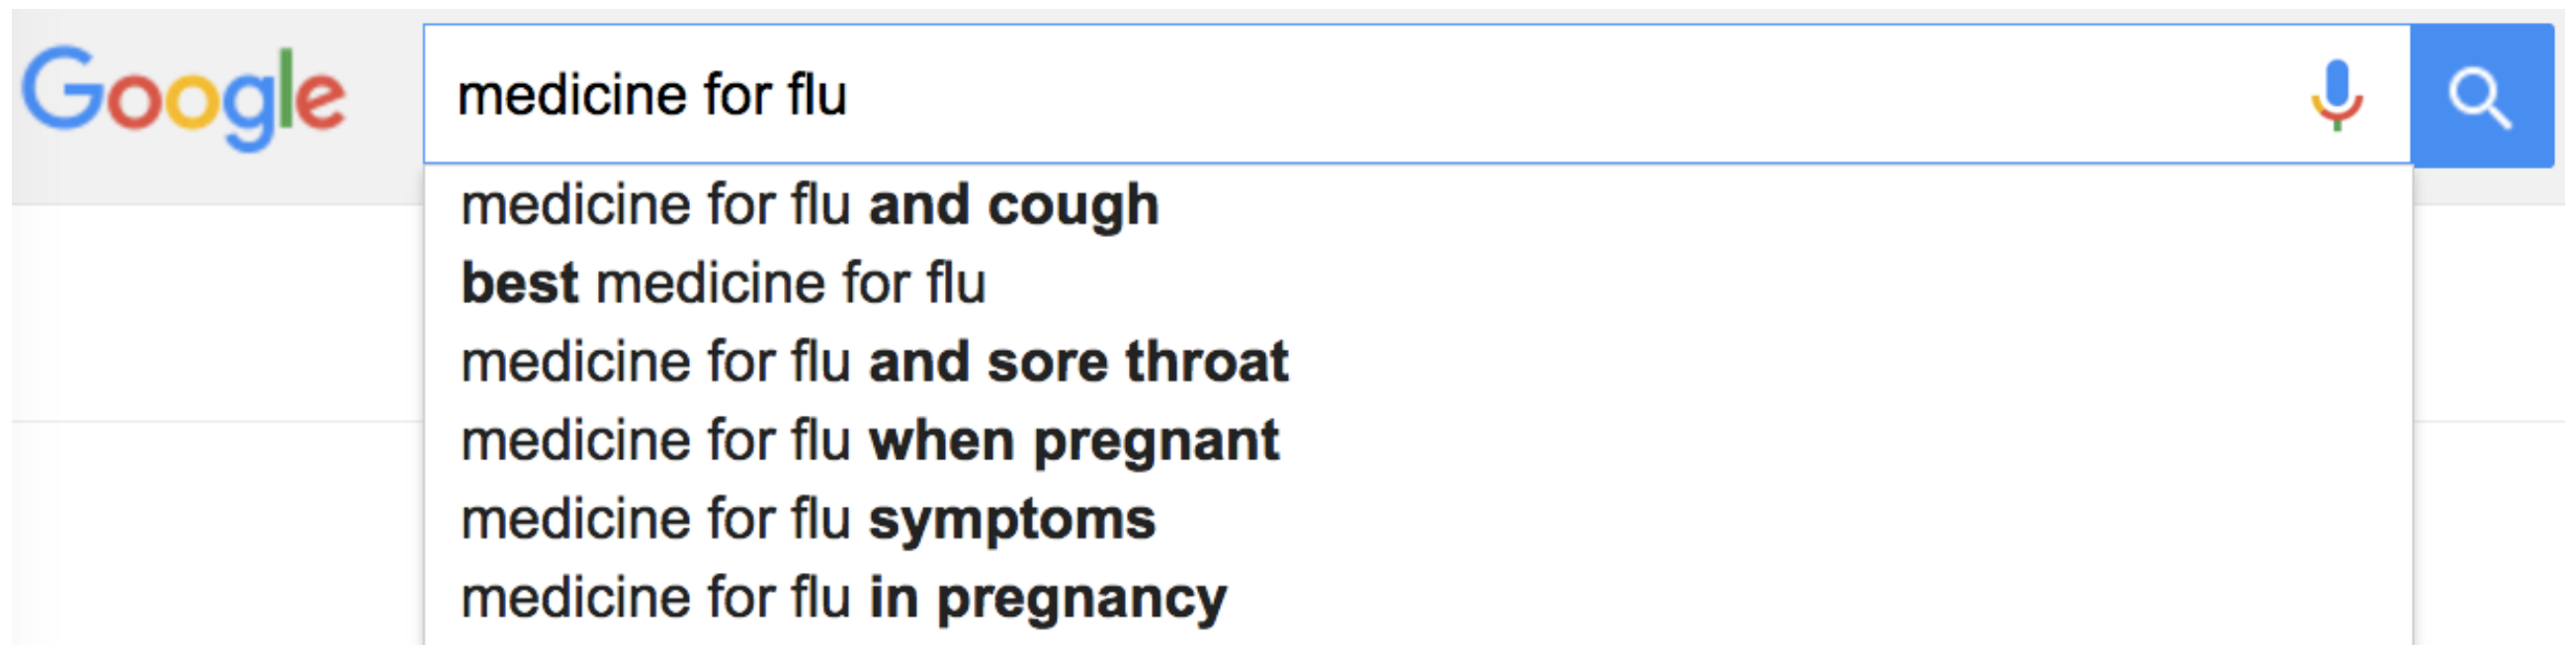 Google
medicine for flu
medicine for flu and cough
best medicine for flu
medicine for flu and sore throat
medicine for flu when pregnant
medicine for flu symptoms
medicine for flu in pregnancy